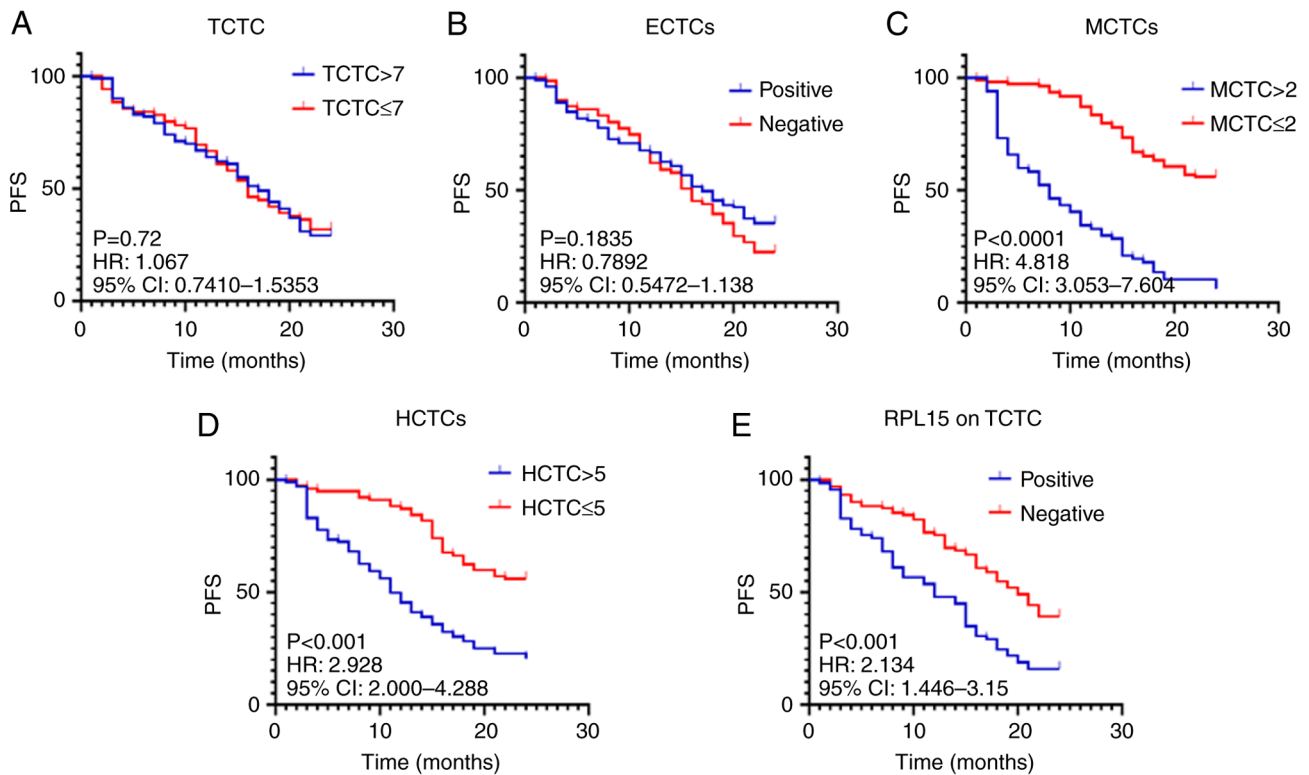 A
TCTC
100
50
0
PFS
TCTC>7
TCTC≤7
P=0.72
HR: 1.067
95% CI: 0.7410–1.5353
0 10 20 30
Time (months)
B
ECTCs
100
50
0
PFS
Positive
Negative
P=0.1835
HR: 0.7892
95% CI: 0.5472–1.138
0 10 20 30
Time (months)
C
MCTCs
100
50
0
PFS
MCTC>2
MCTC≤2
P<0.0001
HR: 4.818
95% CI: 3.053–7.604
0 10 20 30
Time (months)
D
HCTCs
100
50
0
PFS
HCTC>5
HCTC≤5
P<0.001
HR: 2.928
95% CI: 2.000–4.288
0 10 20 30
Time (months)
E
RPL15 on TCTC
100
50
0
PFS
Positive
Negative
P<0.001
HR: 2.134
95% CI: 1.446–3.15
0 10 20 30
Time (months)